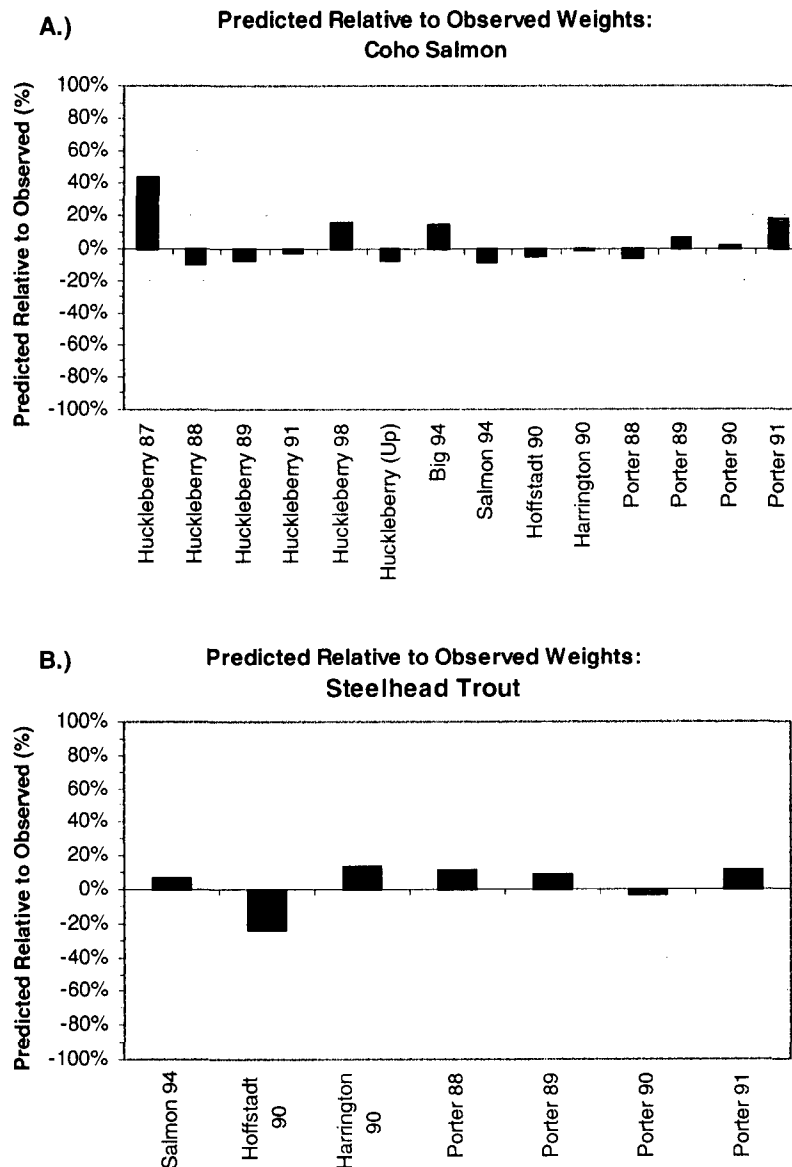 A.)
Predicted Relative to Observed Weights:
Coho Salmon
Predicted Relative to Observed (%)
100%
80%
60%
40%
20%
0%
-20%
-40%
-60%
-80%
-100%
Huckleberry 87
Huckleberry 88
Huckleberry 89
Huckleberry 91
Huckleberry 98
Huckleberry (Up)
Big 94
Salmon 94
Hoffstadt 90
Harrington 90
Porter 88
Porter 89
Porter 90
Porter 91
B.)
Predicted Relative to Observed Weights:
Steelhead Trout
Predicted Relative to Observed (%)
100%
80%
60%
40%
20%
0%
-20%
-40%
-60%
-80%
-100%
Salmon 94
Hoffstadt
90
Harrington
90
Porter 88
Porter 89
Porter 90
Porter 91